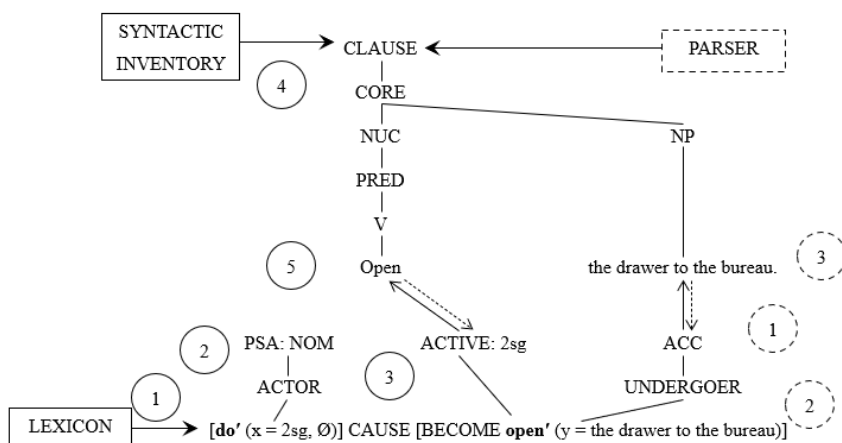 SYNTACTIC
INVENTORY
CLAUSE
PARSER
4
CORE
NUC
NP
PRED
V
5
Open
the drawer to the bureau.
3
2
PSA: NOM
ACTIVE: 2sg
ACC
1
3
ACTOR
UNDERGOER
1
2
LEXICON
[do′ (x = 2sg, Ø)] CAUSE [BECOME open′ (y = the drawer to the bureau)]